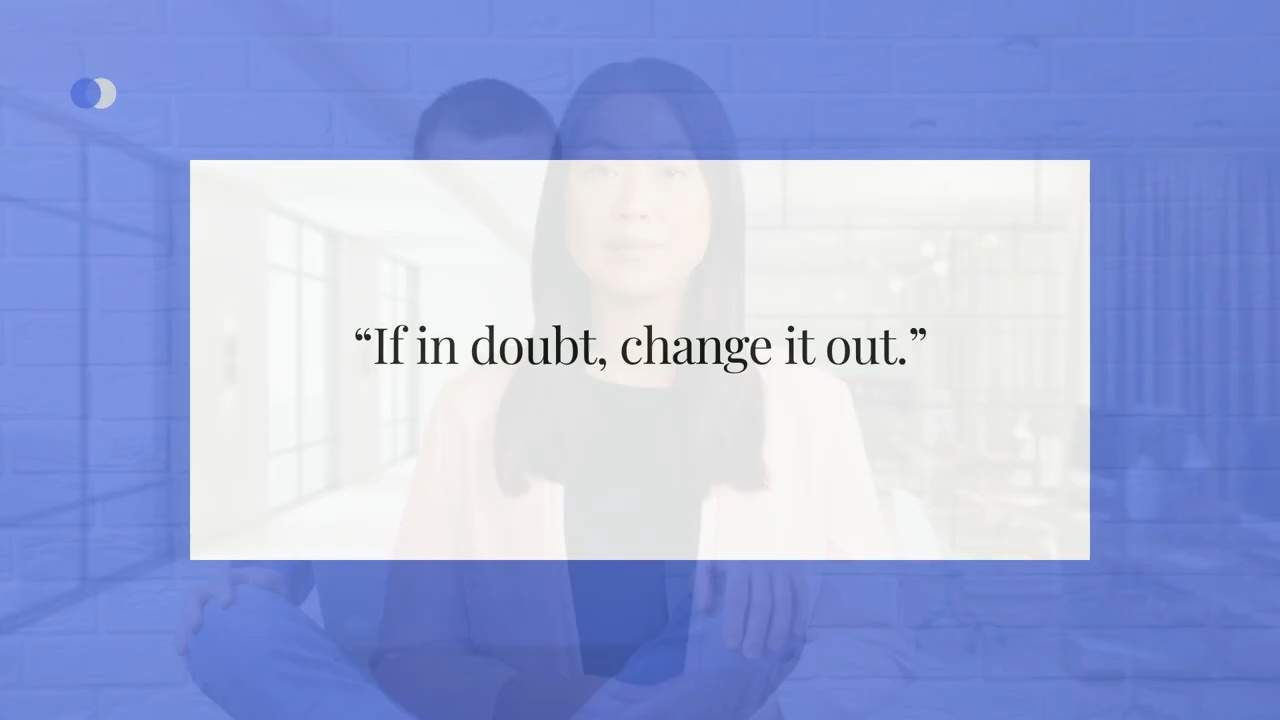 “If in doubt, change it out.”